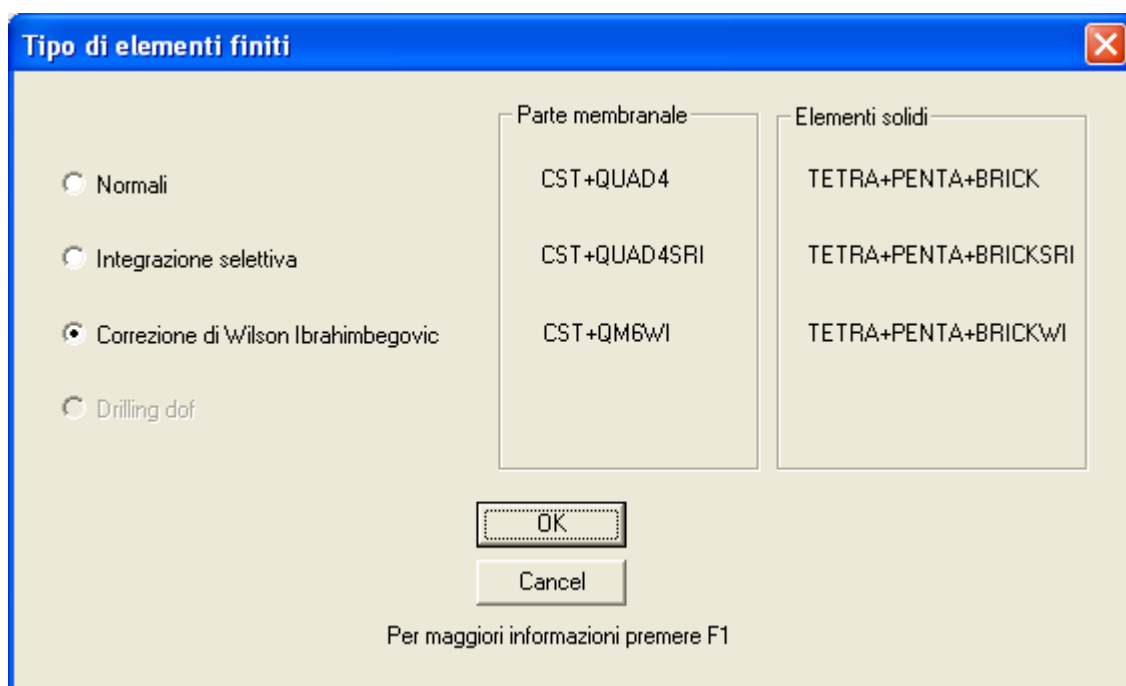 Tipo di elementi finiti
Parte membranale
Elementi solidi
Normali
CST+QUAD4
TETRA+PENTA+BRICK
Integrazione selettiva
CST+QUAD4SRI
TETRA+PENTA+BRICKSRI
Correzione di Wilson Ibrahimbegovic
CST+QM6WI
TETRA+PENTA+BRICKWI
Drilling dof
OK
Cancel
Per maggiori informazioni premere F1